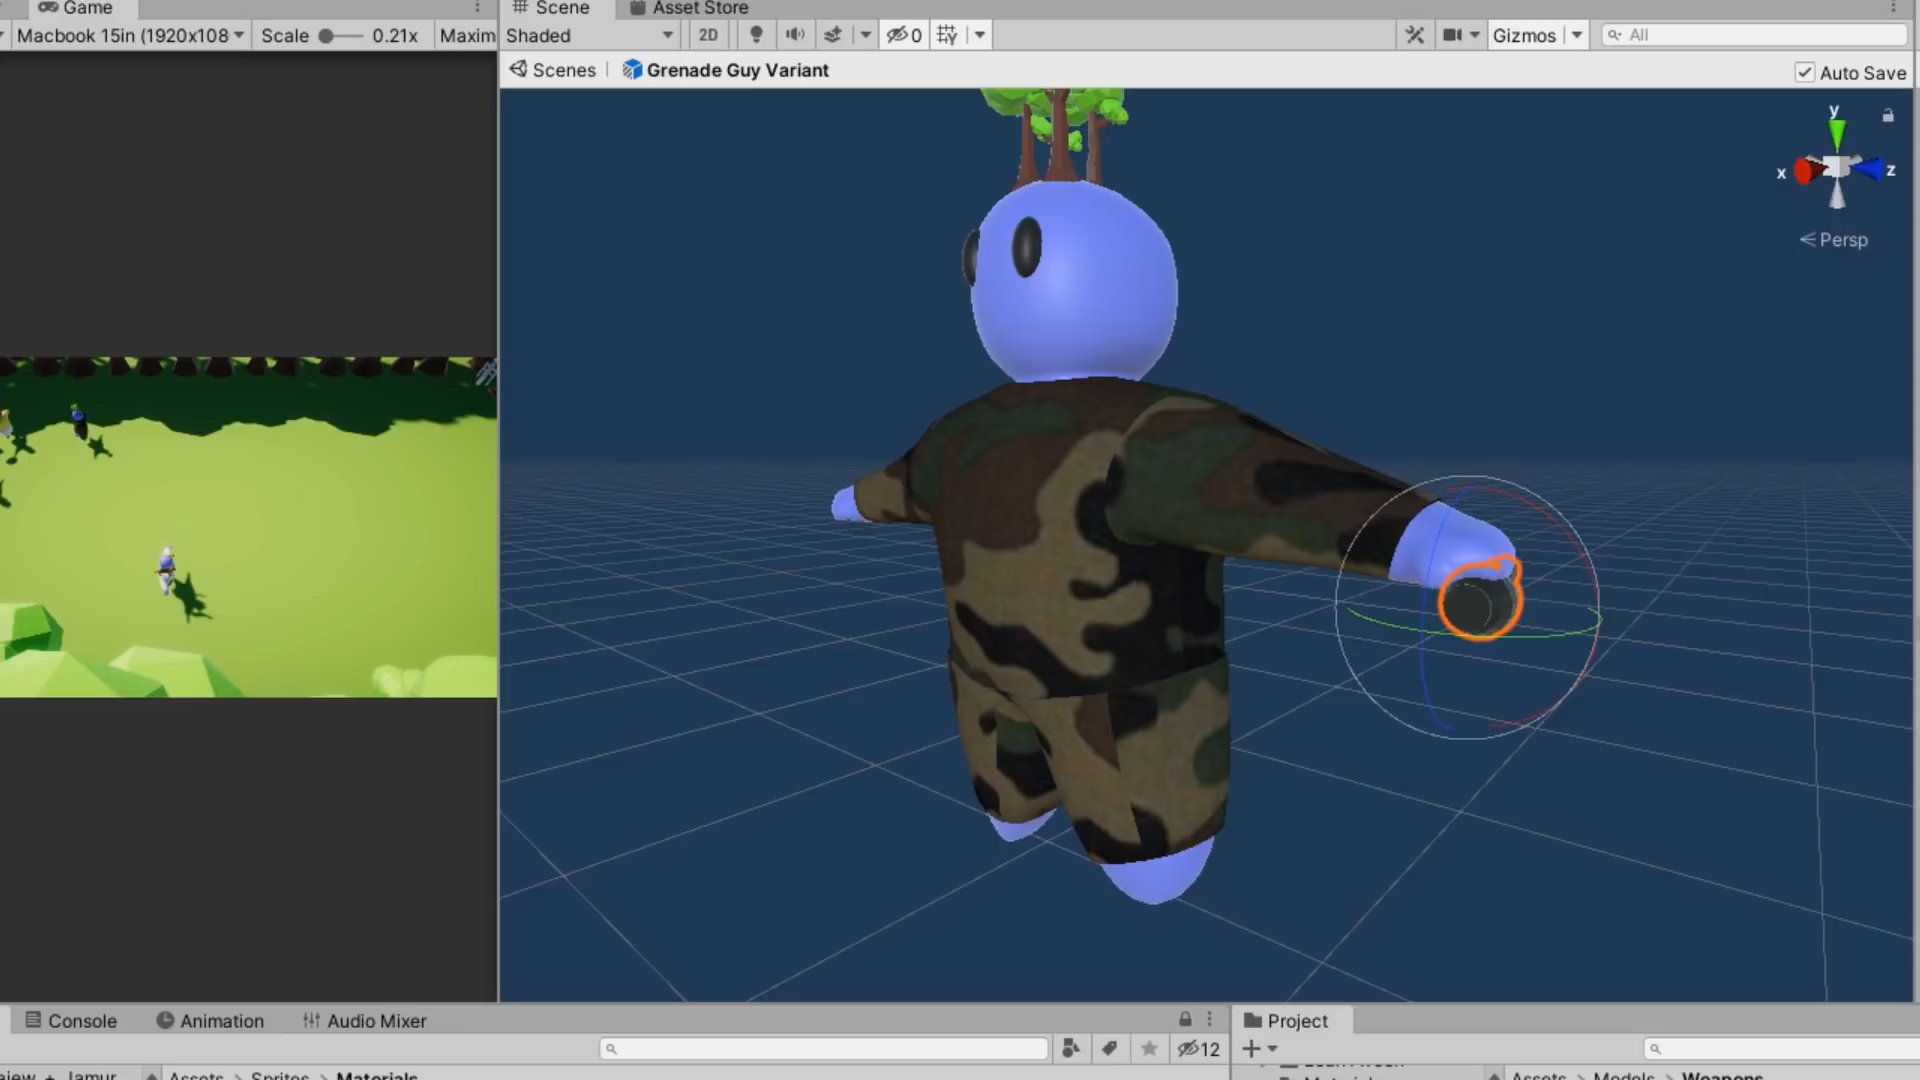 Game
Scene
Asset Store
Macbook 15in (1920x108
Scale
0.21x
Maxim
Shaded
2D
0
Gizmos
All
Scenes
Grenade Guy Variant
Auto Save
y
x
z
Persp
Console
Animation
Audio Mixer
Project
12
Assets > Sprites > Materials
Assets > Models > Weapons